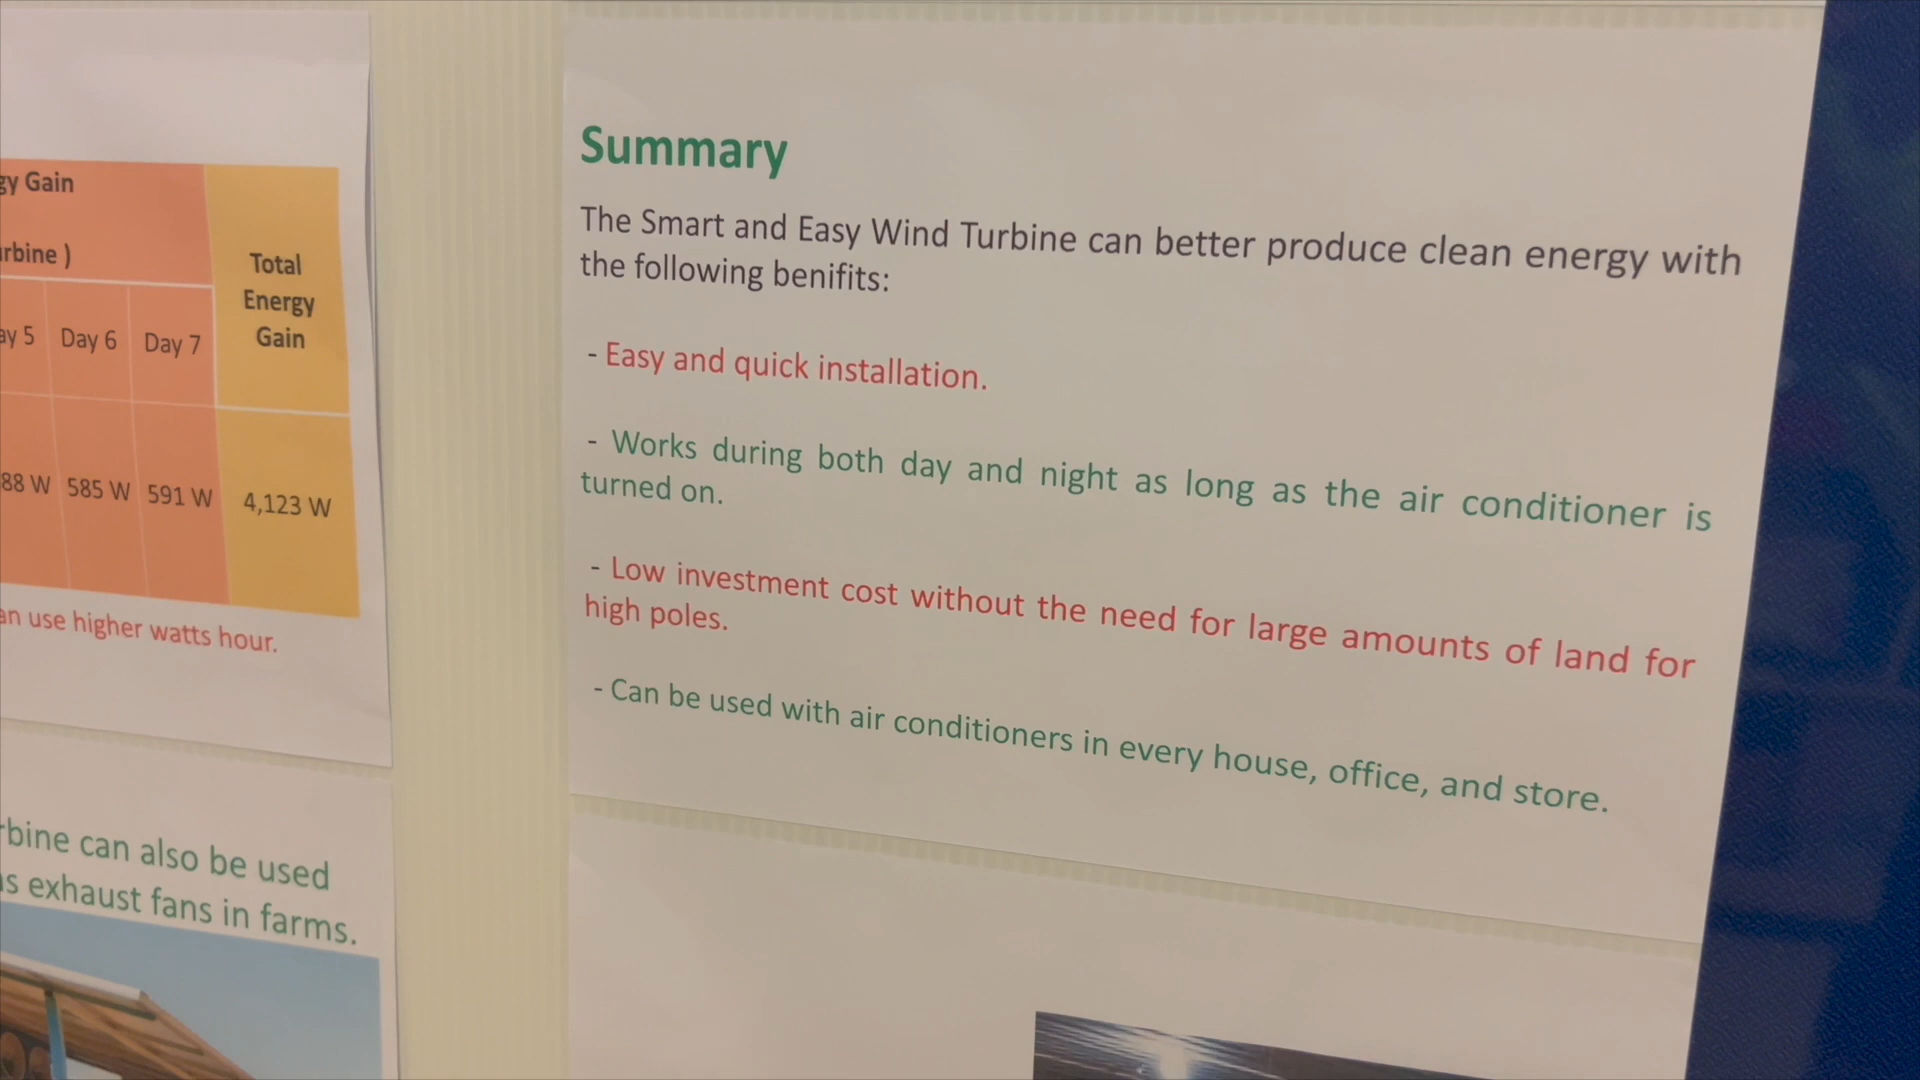 gy Gain
rbine )
Total
Energy
Gain
ay 5 Day 6 Day 7
88 W 585 W 591 W 4,123 W
an use higher watts hour.
rbine can also be used
as exhaust fans in farms.
Summary
The Smart and Easy Wind Turbine can better produce clean energy with
the following benifits:
- Easy and quick installation.
- Works during both day and night as long as the air conditioner is
turned on.
- Low investment cost without the need for large amounts of land for
high poles.
- Can be used with air conditioners in every house, office, and store.